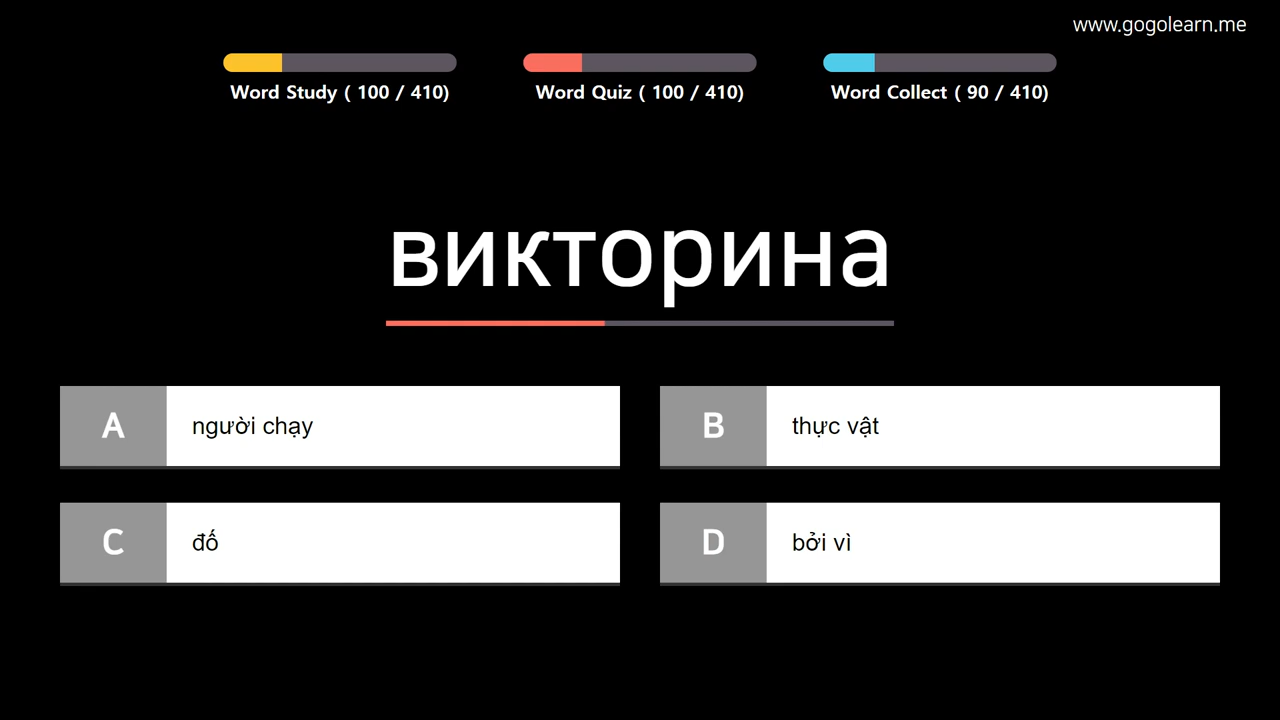 www.gogolearn.me
Word Study ( 100 / 410)
Word Quiz ( 100 / 410)
Word Collect ( 90 / 410)
викторина
A người chạy
B thực vật
C đố
D bởi vì